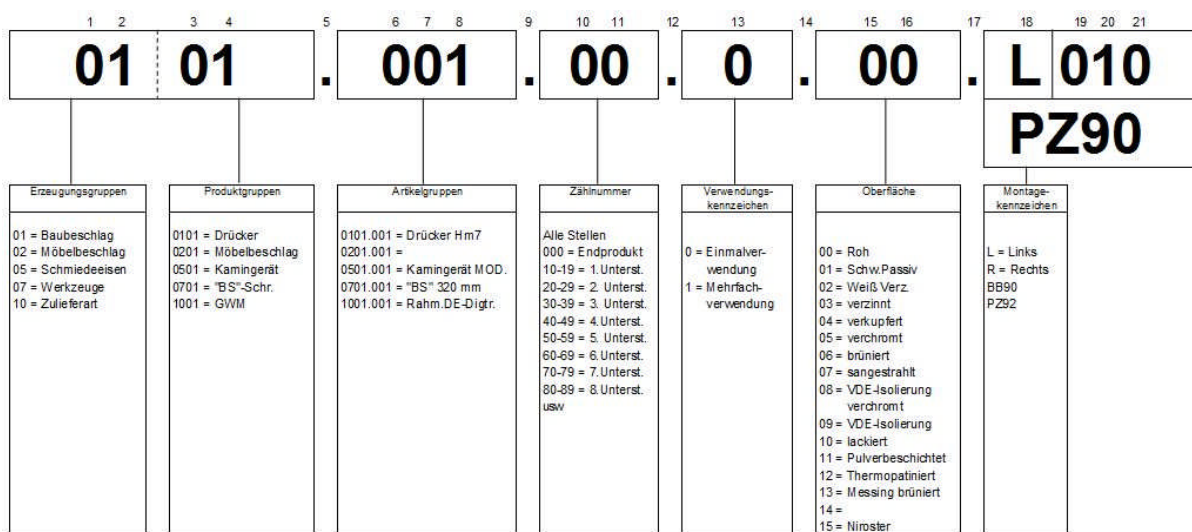 1 2 3 4 5 6 7 8 9 10 11 12 13 14 15 16 17 18 19 20 21
01 01 . 001 . 00 . 0 . 00 . L 010
PZ90
Erzeugungsgruppen
01 = Baubeschlag
02 = Möbelbeschlag
05 = Schmiedeeisen
07 = Werkzeuge
10 = Zulieferart
Produktgruppen
0101 = Drücker
0201 = Möbelbeschlag
0501 = Kamingerät
0701 = "BS"-Schr.
1001 = GWM
Artikelgruppen
0101.001 = Drücker Hm7
0201.001 =
0501.001 = Kamingerät MOD.
0701.001 = "BS" 320 mm
1001.001 = Rahm.DE-Digtr.
Zählnummer
Alle Stellen
000 = Endprodukt
10-19 = 1.Unterst.
20-29 = 2. Unterst.
30-39 = 3. Unterst.
40-49 = 4.Unterst.
50-59 = 5. Unterst.
60-69 = 6.Unterst.
70-79 = 7.Unterst.
80-89 = 8.Unterst.
usw
Verwendungs-
kennzeichen
0 = Einmalver-
wendung
1 = Mehrfach-
verwendung
Oberfläche
00 = Roh
01 = Schw.Passiv
02 = Weiß Verz.
03 = verzinnt
04 = verkupfert
05 = verchromt
06 = brüniert
07 = sangestrahlt
08 = VDE-Isolierung
verchromt
09 = VDE-Isolierung
10 = lackiert
11 = Pulverbeschichtet
12 = Thermopatiniert
13 = Messing brüniert
14 =
15 = Niroster
Montage-
kennzeichen
L = Links
R = Rechts
BB90
PZ92